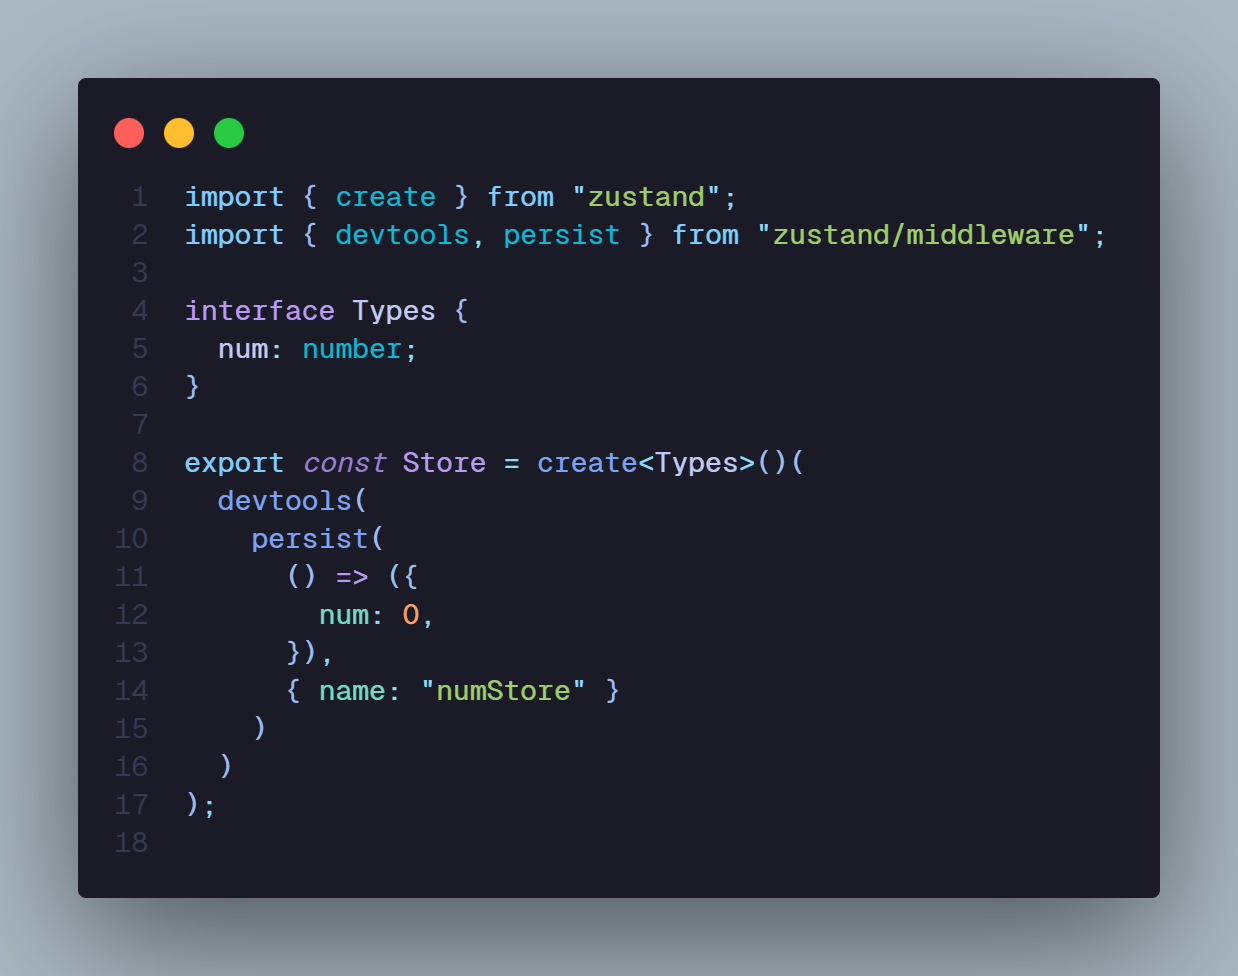 1 import { create } from "zustand";
2 import { devtools, persist } from "zustand/middleware";
3
4 interface Types {
5   num: number;
6 }
7
8 export const Store = create<Types>()(
9   devtools(
10     persist(
11       () => ({
12         num: 0,
13       }),
14       { name: "numStore" }
15     )
16   )
17 );
18